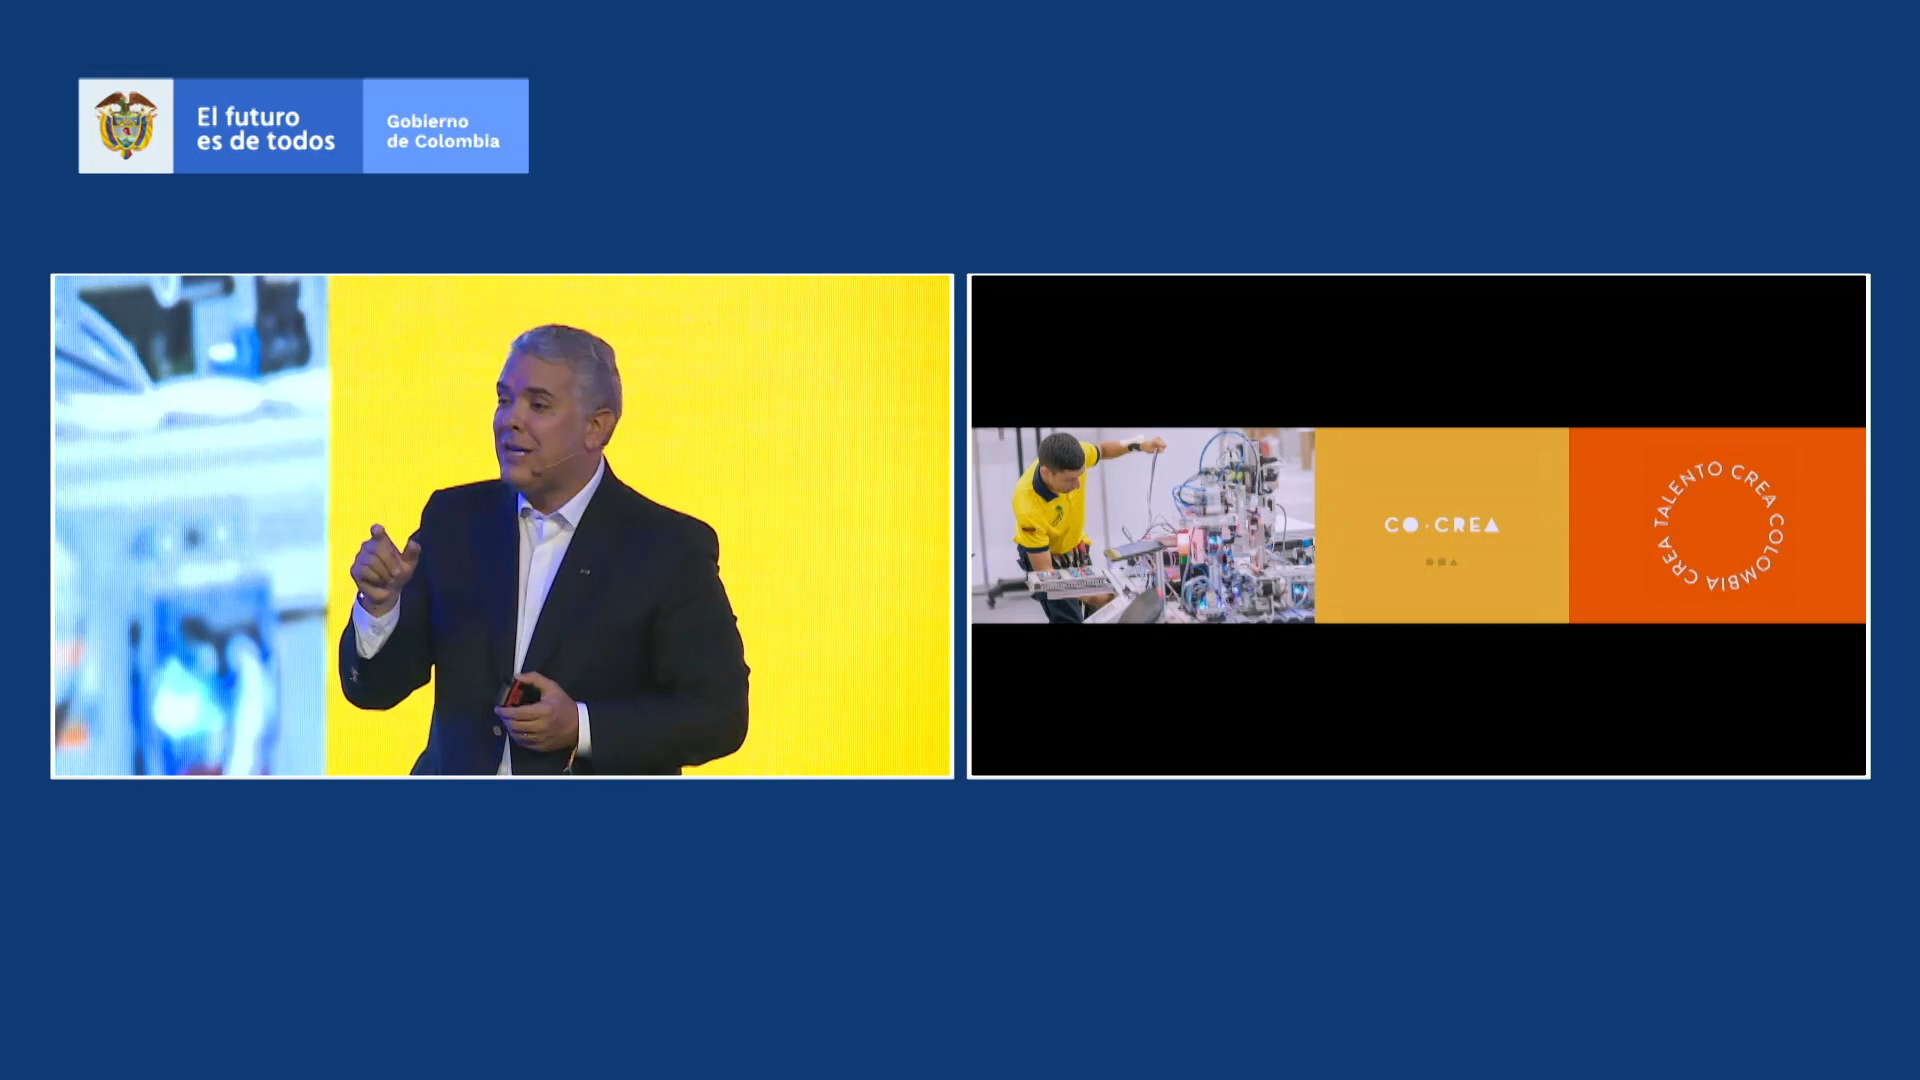 El futuro
es de todos
Gobierno
de Colombia
CO·CREA
TALENTO CREA COLOMBIA CREA